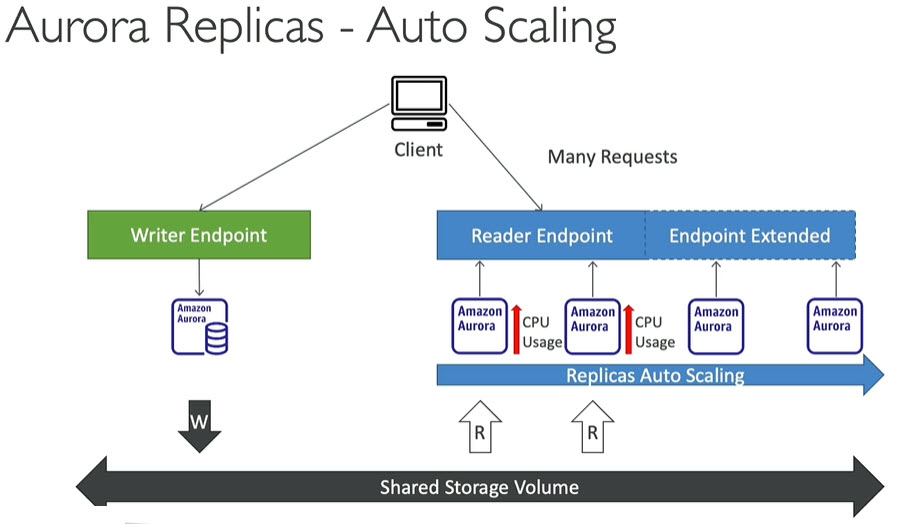 Aurora Replicas - Auto Scaling
Client
Many Requests
Writer Endpoint
Reader Endpoint
Endpoint Extended
Amazon
Aurora
Amazon
Aurora
CPU
Usage
Amazon
Aurora
CPU
Usage
Amazon
Aurora
Amazon
Aurora
Replicas Auto Scaling
W
R
R
Shared Storage Volume